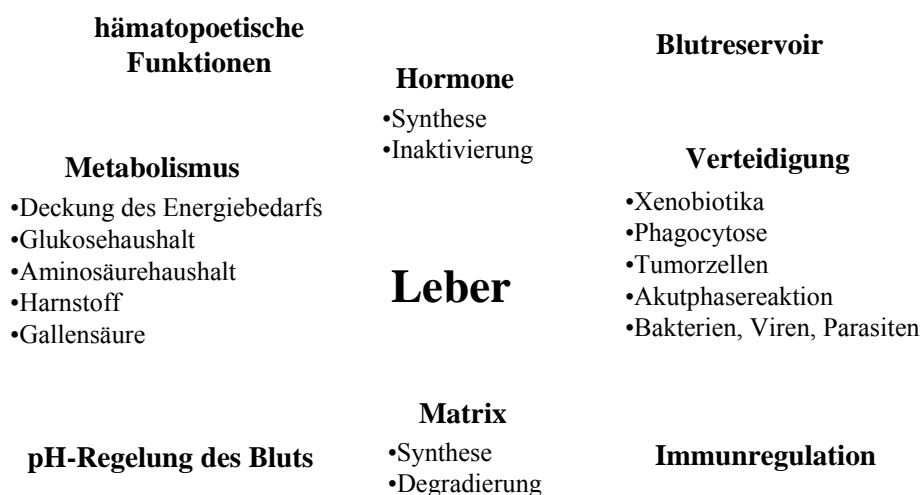 hämatopoetische
Funktionen
Hormone
•Synthese
•Inaktivierung
Blutreservoir
Metabolismus
•Deckung des Energiebedarfs
•Glukosehaushalt
•Aminosäurehaushalt
•Harnstoff
•Gallensäure
Leber
Verteidigung
•Xenobiotika
•Phagocytose
•Tumorzellen
•Akutphasereaktion
•Bakterien, Viren, Parasiten
pH-Regelung des Bluts
Matrix
•Synthese
•Degradierung
Immunregulation